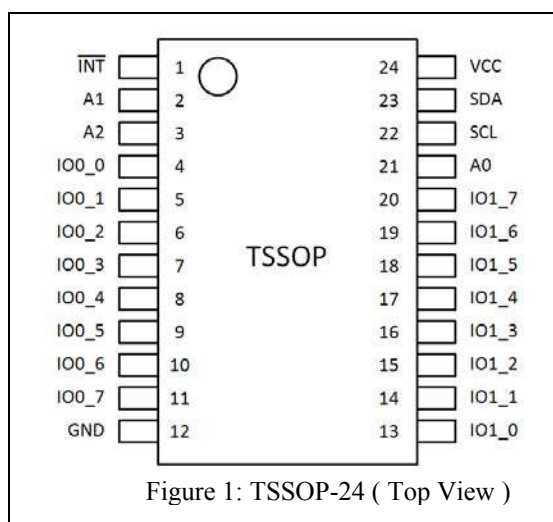 INT 1 24 VCC
A1 2 23 SDA
A2 3 22 SCL
IO0_0 4 21 A0
IO0_1 5 20 IO1_7
IO0_2 6 19 IO1_6
IO0_3 7 TSSOP 18 IO1_5
IO0_4 8 17 IO1_4
IO0_5 9 16 IO1_3
IO0_6 10 15 IO1_2
IO0_7 11 14 IO1_1
GND 12 13 IO1_0
Figure 1: TSSOP-24 ( Top View )